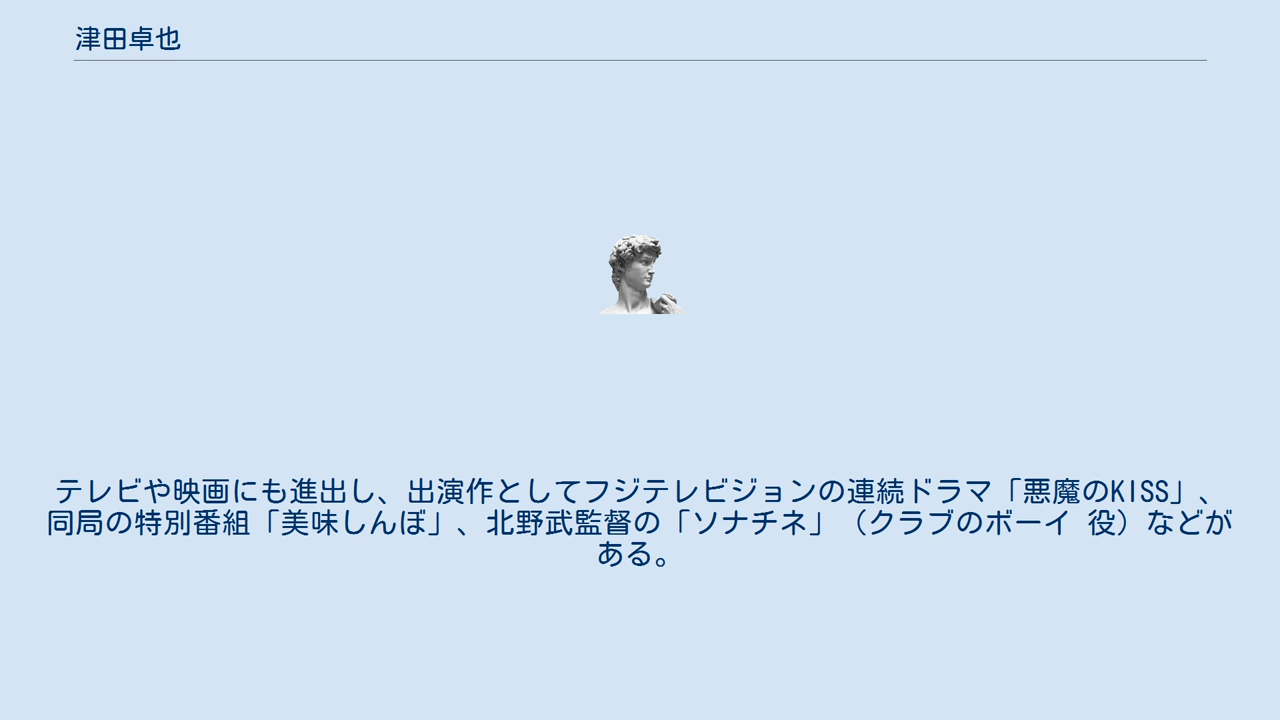 津田卓也
テレビや映画にも進出し、出演作としてフジテレビジョンの連続ドラマ「悪魔のKISS」、
同局の特別番組「美味しんぼ」、北野武監督の「ソナチネ」（クラブのボーイ 役）などが
ある。